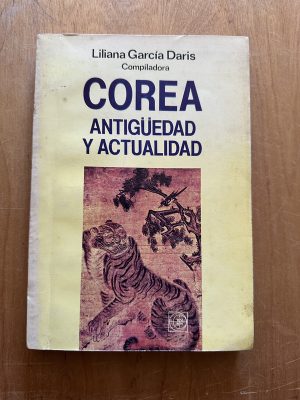 Liliana García Daris
Compiladora
COREA
ANTIGÜEDAD
Y ACTUALIDAD